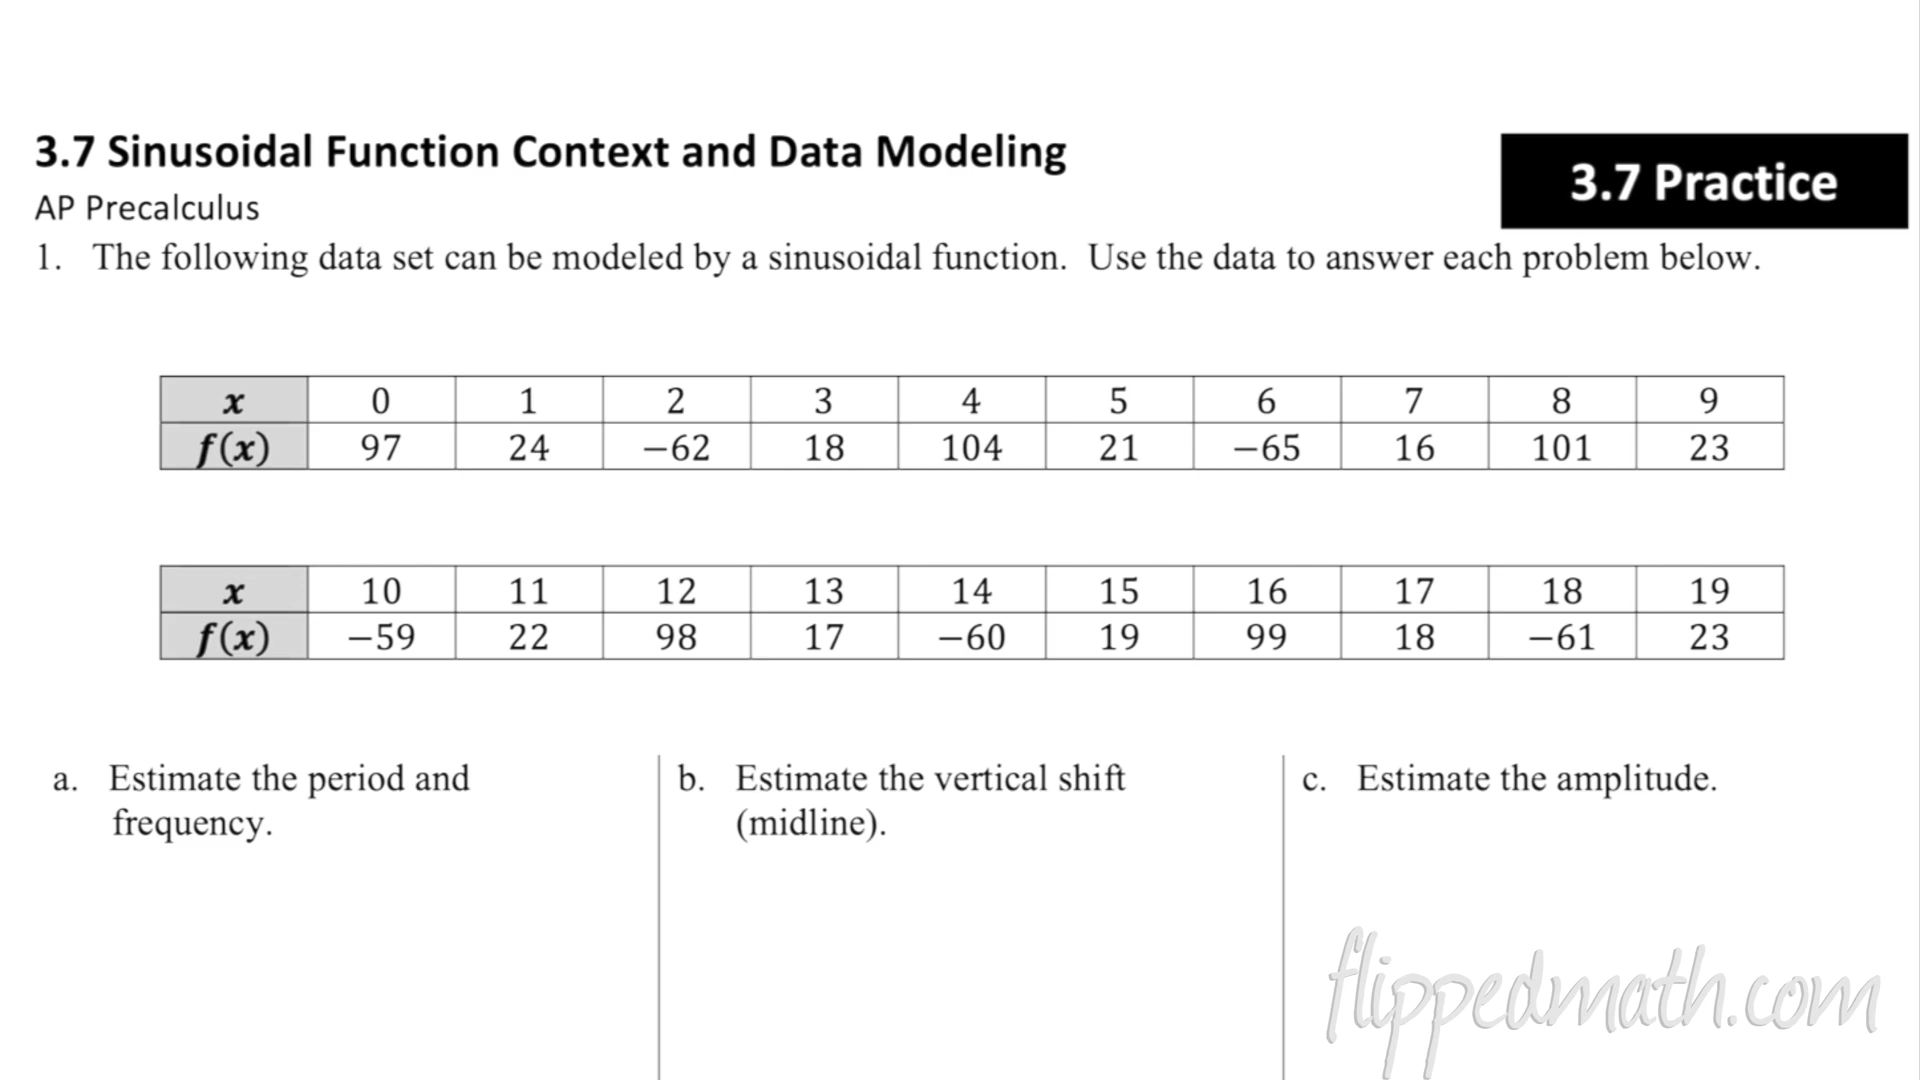 3.7 Sinusoidal Function Context and Data Modeling
3.7 Practice
AP Precalculus
1. The following data set can be modeled by a sinusoidal function. Use the data to answer each problem below.
x 0 1 2 3 4 5 6 7 8 9
f(x) 97 24 −62 18 104 21 −65 16 101 23
x 10 11 12 13 14 15 16 17 18 19
f(x) −59 22 98 17 −60 19 99 18 −61 23
a. Estimate the period and
frequency.
b. Estimate the vertical shift
(midline).
c. Estimate the amplitude.
flippedmath.com